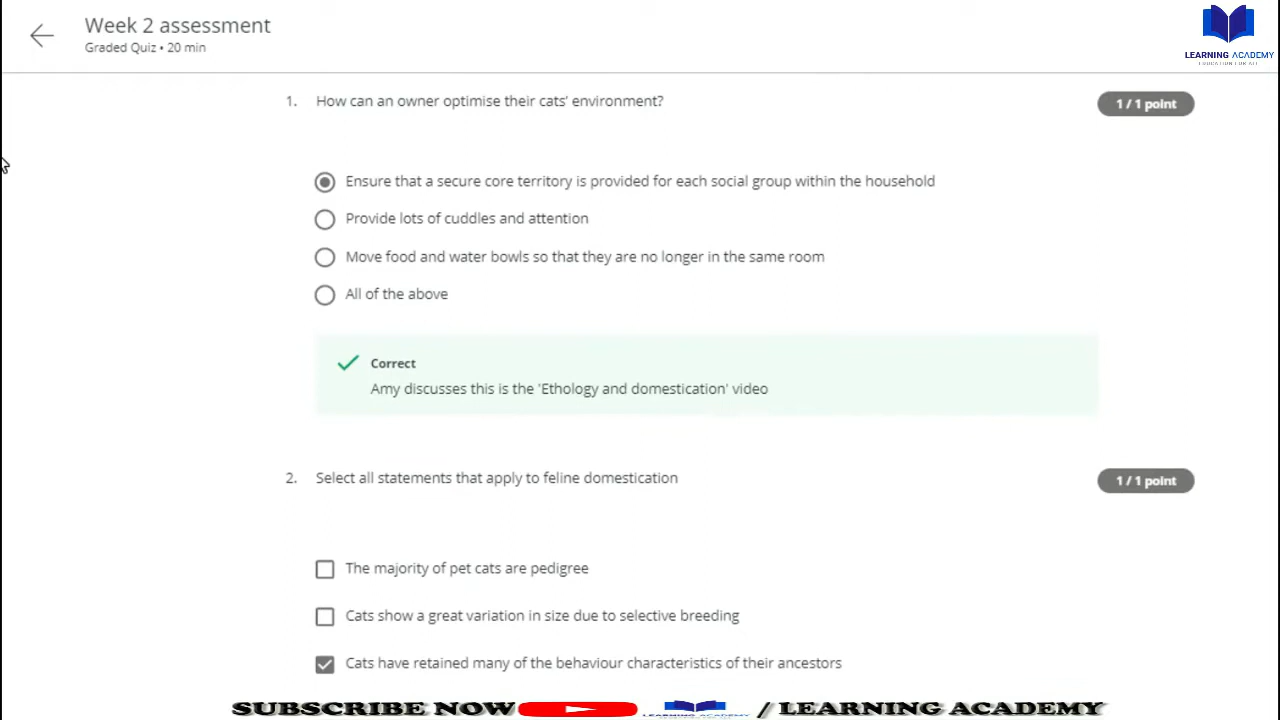 Week 2 assessment
Graded Quiz • 20 min
LEARNING ACADEMY
EDUCATION FOR ALL
1. How can an owner optimise their cats' environment?
1 / 1 point
Ensure that a secure core territory is provided for each social group within the household
Provide lots of cuddles and attention
Move food and water bowls so that they are no longer in the same room
All of the above
Correct
Amy discusses this is the 'Ethology and domestication' video
2. Select all statements that apply to feline domestication
1 / 1 point
The majority of pet cats are pedigree
Cats show a great variation in size due to selective breeding
Cats have retained many of the behaviour characteristics of their ancestors
SUBSCRIBE NOW LEARNING ACADEMY / LEARNING ACADEMY